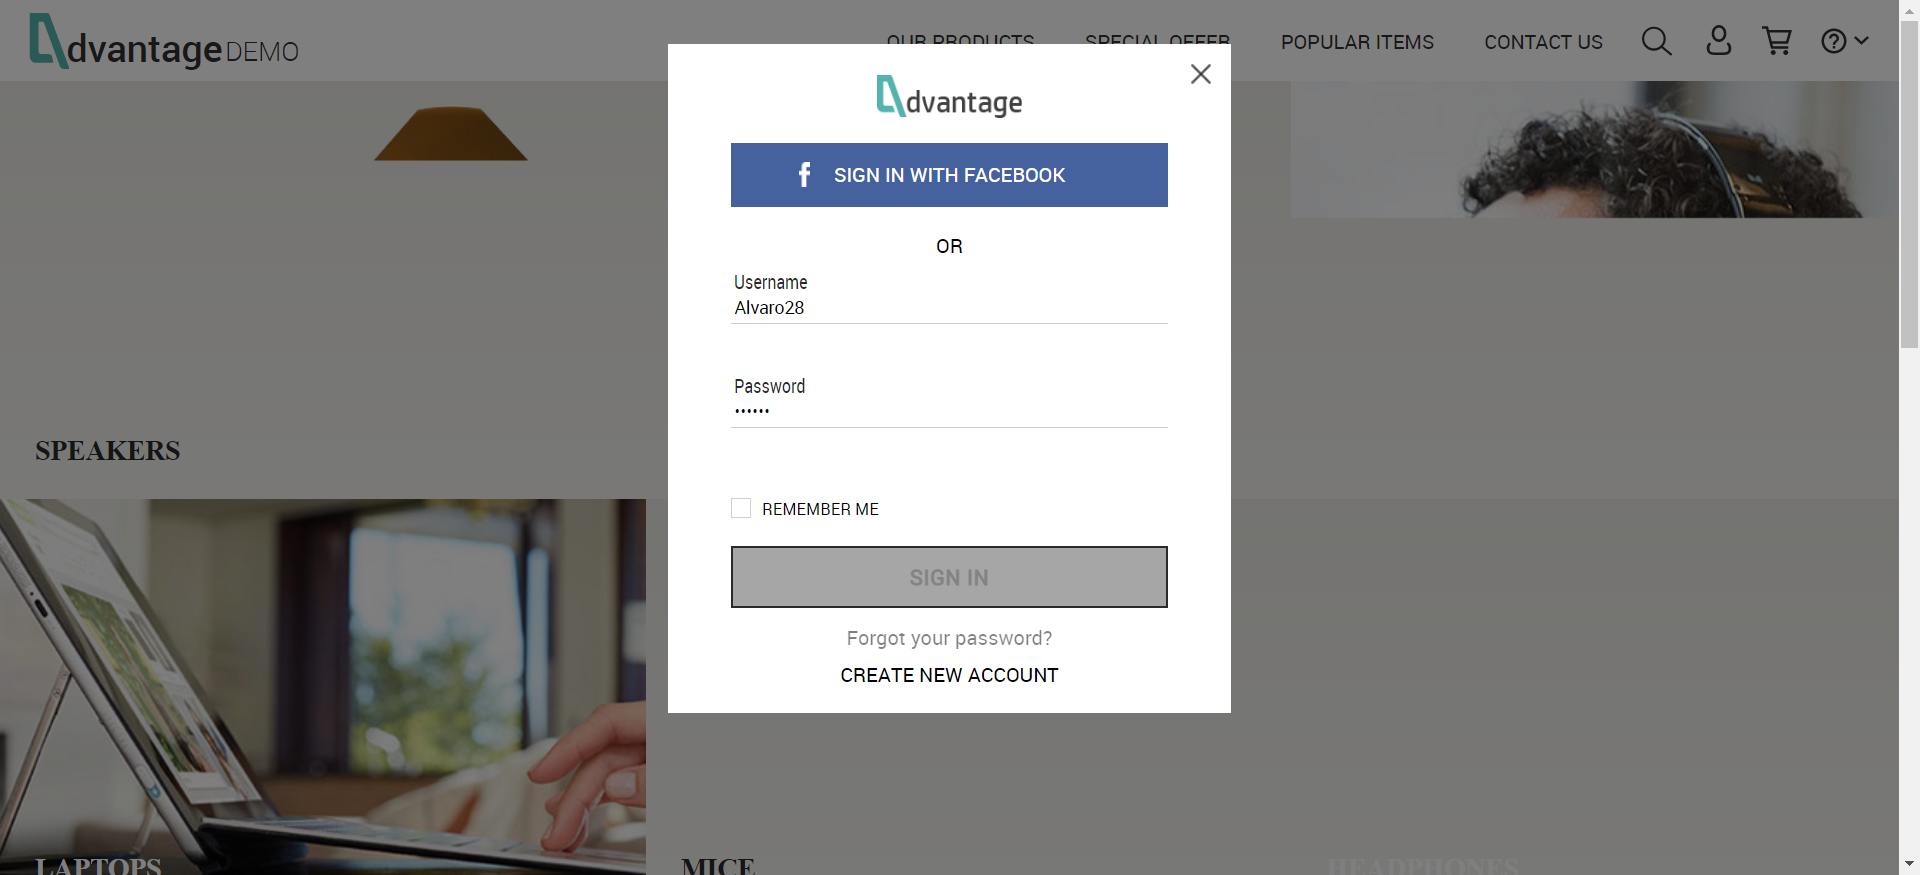 dvantage DEMO
OUR PRODUCTS
SPECIAL OFFER
POPULAR ITEMS
CONTACT US
dvantage
SIGN IN WITH FACEBOOK
OR
Username
Alvaro28
Password
••••••
REMEMBER ME
SIGN IN
Forgot your password?
CREATE NEW ACCOUNT
SPEAKERS
LAPTOPS
MICE
HEADPHONES